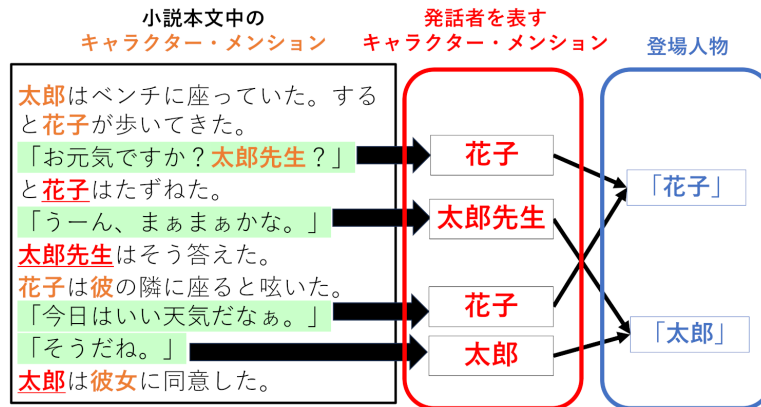 小説本文中の
キャラクター・メンション
発話者を表す
キャラクター・メンション
登場人物
太郎はベンチに座っていた。する
と花子が歩いてきた。
「お元気ですか？太郎先生？」
と花子はたずねた。
「うーん、まぁまぁかな。」
太郎先生はそう答えた。
花子は彼の隣に座ると呟いた。
「今日はいい天気だなぁ。」
「そうだね。」
太郎は彼女に同意した。
花子
太郎先生
花子
太郎
「花子」
「太郎」